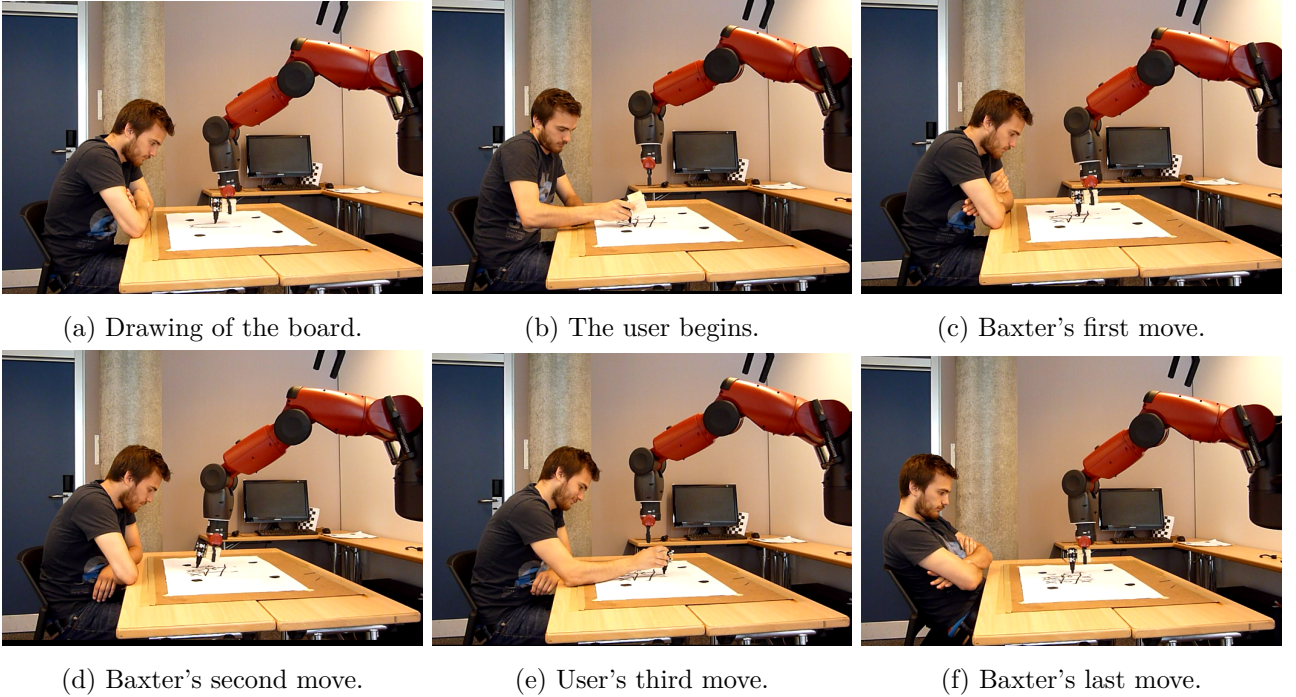 (a) Drawing of the board.
(b) The user begins.
(c) Baxter's first move.
(d) Baxter's second move.
(e) User's third move.
(f) Baxter's last move.